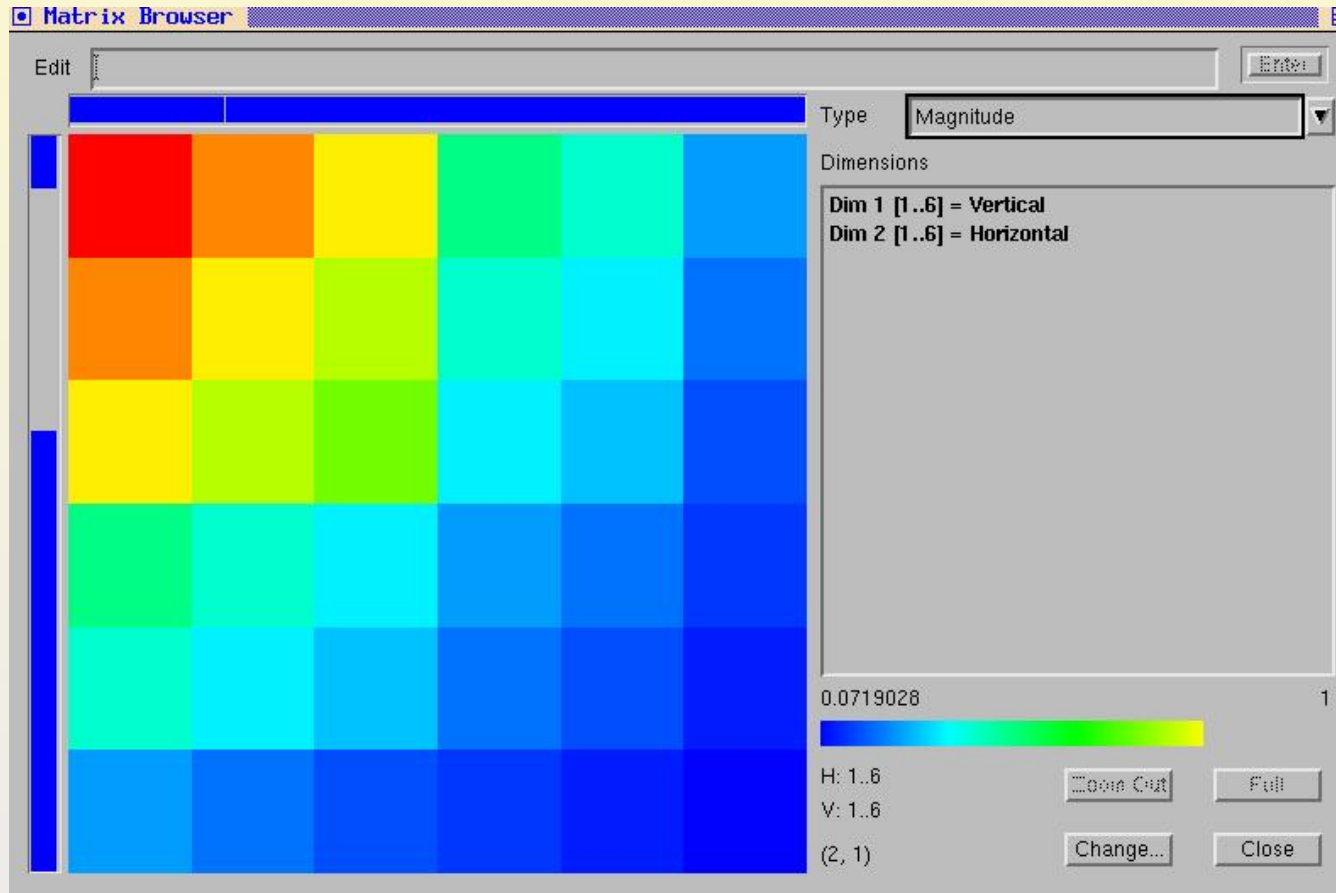 Matrix Browser
Edit
Enter
Type Magnitude
Dimensions
Dim 1 [1..6] = Vertical
Dim 2 [1..6] = Horizontal
0.0719028 1
H: 1..6
Zoom Out Full
V: 1..6
(2, 1)
Change... Close